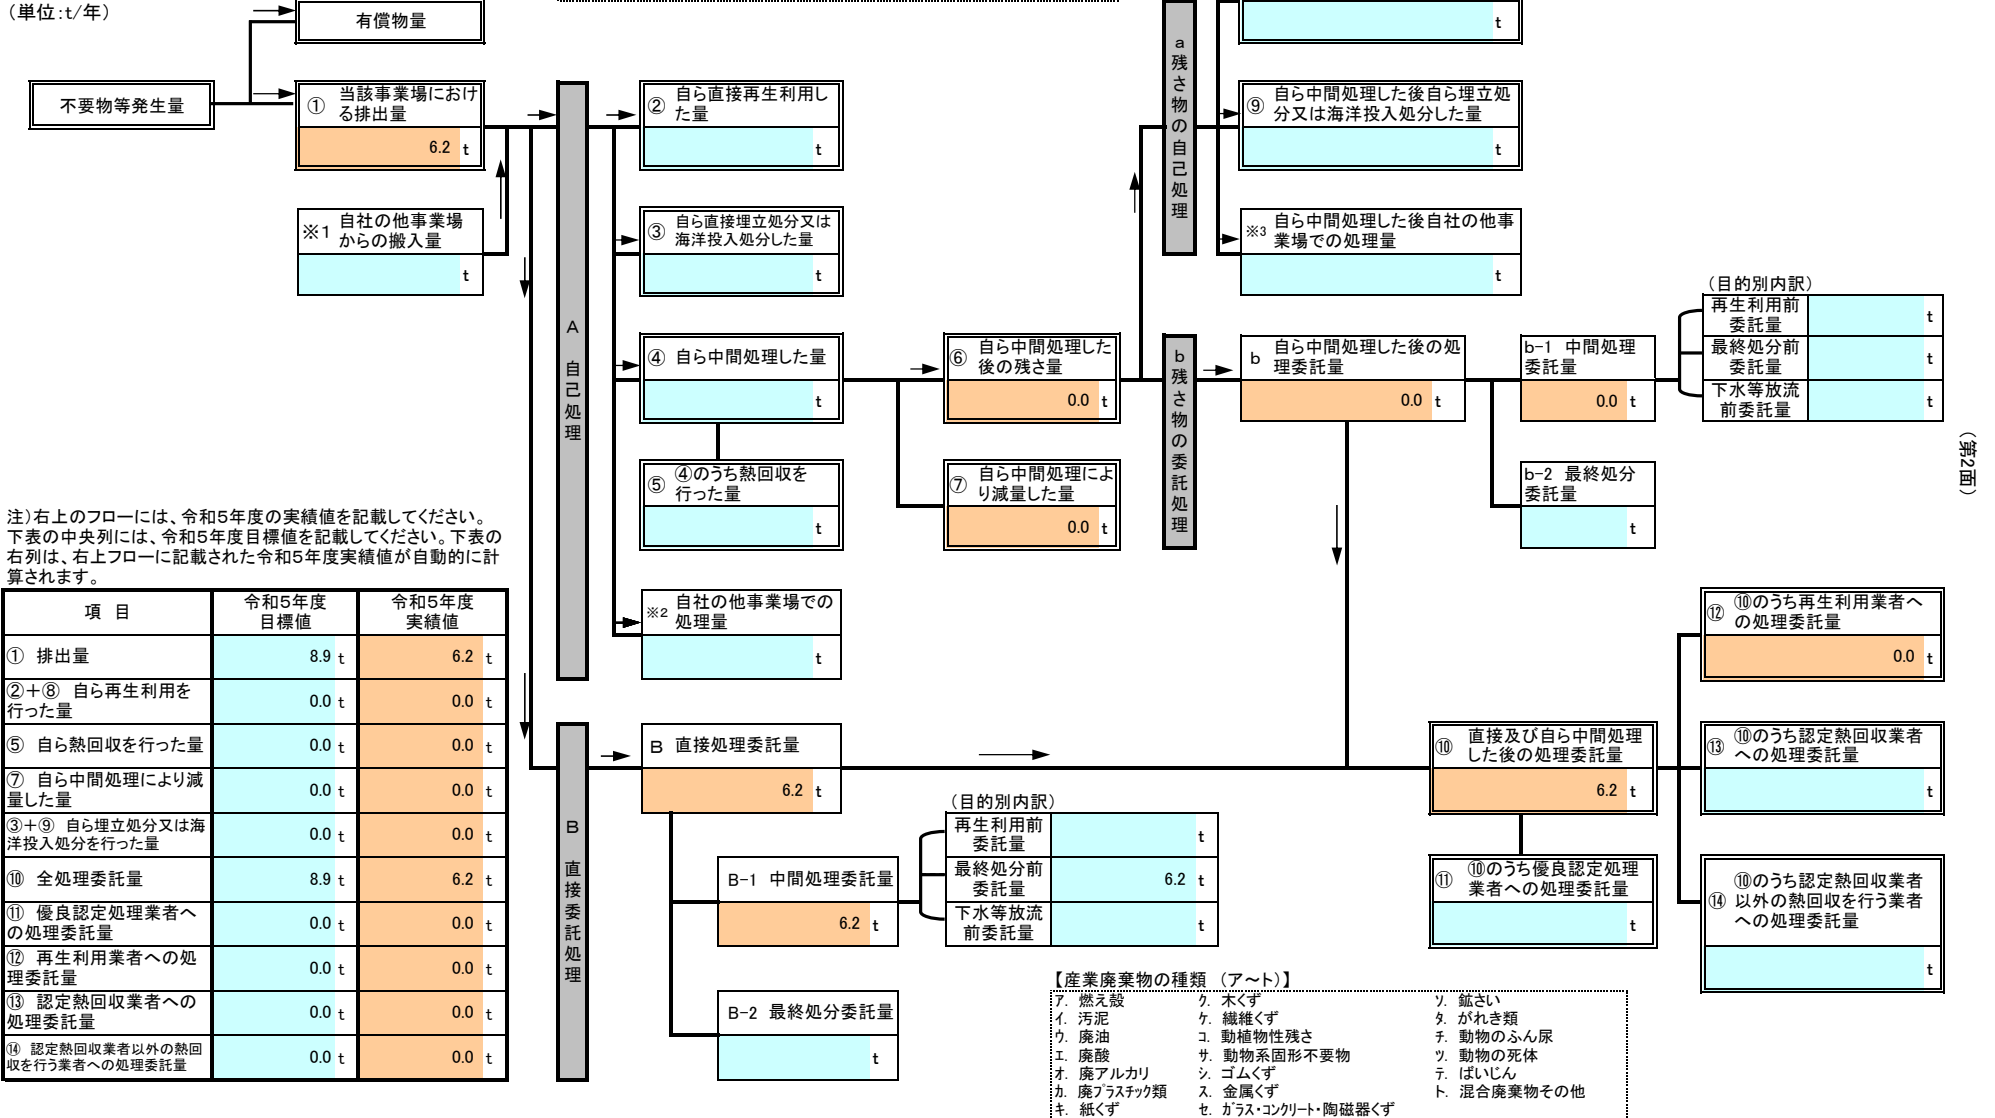 （単位：t/年）
有償物量
不要物等発生量
① 当該事業場におけ
る排出量
6.2 t
※1 自社の他事業場
からの搬入量
t
A 自己処理
② 自ら直接再生利用し
た量
t
③ 自ら直接埋立処分又は
海洋投入処分した量
t
④ 自ら中間処理した量
t
⑤ ④のうち熱回収を
行った量
t
※2 自社の他事業場での
処理量
t
⑥ 自ら中間処理した
後の残さ量
0.0 t
⑦ 自ら中間処理によ
り減量した量
0.0 t
a残さ物の自己処理
t
⑨ 自ら中間処理した後自ら埋立処
分又は海洋投入処分した量
t
※3 自ら中間処理した後自社の他事
業場での処理量
t
b残さ物の委託処理
b 自ら中間処理した後の処
理委託量
0.0 t
b-1 中間処理
委託量
0.0 t
（目的別内訳）
再生利用前
委託量
t
最終処分前
委託量
t
下水等放流
前委託量
t
b-2 最終処分
委託量
t
（第2面）
注）右上のフローには、令和5年度の実績値を記載してください。
下表の中央列には、令和5年度目標値を記載してください。下表の
右列は、右上フローに記載された令和5年度実績値が自動的に計
算されます。
項 目 令和5年度 目標値 令和5年度 実績値
① 排出量 8.9 t 6.2 t
②＋⑧ 自ら再生利用を
行った量 0.0 t 0.0 t
⑤ 自ら熱回収を行った量 0.0 t 0.0 t
⑦ 自ら中間処理により減
量した量 0.0 t 0.0 t
③＋⑨ 自ら埋立処分又は海
洋投入処分を行った量 0.0 t 0.0 t
⑩ 全処理委託量 8.9 t 6.2 t
⑪ 優良認定処理業者へ
の処理委託量 0.0 t 0.0 t
⑫ 再生利用業者への処
理委託量 0.0 t 0.0 t
⑬ 認定熱回収業者への
処理委託量 0.0 t 0.0 t
⑭ 認定熱回収業者以外の熱回
収を行う業者への処理委託量 0.0 t 0.0 t
B 直接委託処理
B 直接処理委託量
6.2 t
B-1 中間処理委託量
6.2 t
（目的別内訳）
再生利用前
委託量
t
最終処分前
委託量
6.2 t
下水等放流
前委託量
t
B-2 最終処分委託量
t
⑩ 直接及び自ら中間処理
した後の処理委託量
6.2 t
⑪ ⑩のうち優良認定処理
業者への処理委託量
t
⑫ ⑩のうち再生利用業者へ
の処理委託量
0.0 t
⑬ ⑩のうち認定熱回収業者
への処理委託量
t
⑭ ⑩のうち認定熱回収業者
以外の熱回収を行う業者
への処理委託量
t
【産業廃棄物の種類 （ア～ト）】
ア. 燃え殻 ク. 木くず ソ. 鉱さい
イ. 汚泥 ケ. 繊維くず タ. がれき類
ウ. 廃油 コ. 動植物性残さ チ. 動物のふん尿
エ. 廃酸 サ. 動物系固形不要物 ツ. 動物の死体
オ. 廃アルカリ シ. ゴムくず テ. ばいじん
カ. 廃プラスチック類 ス. 金属くず ト. 混合廃棄物その他
キ. 紙くず セ. ガラス・コンクリート・陶磁器くず